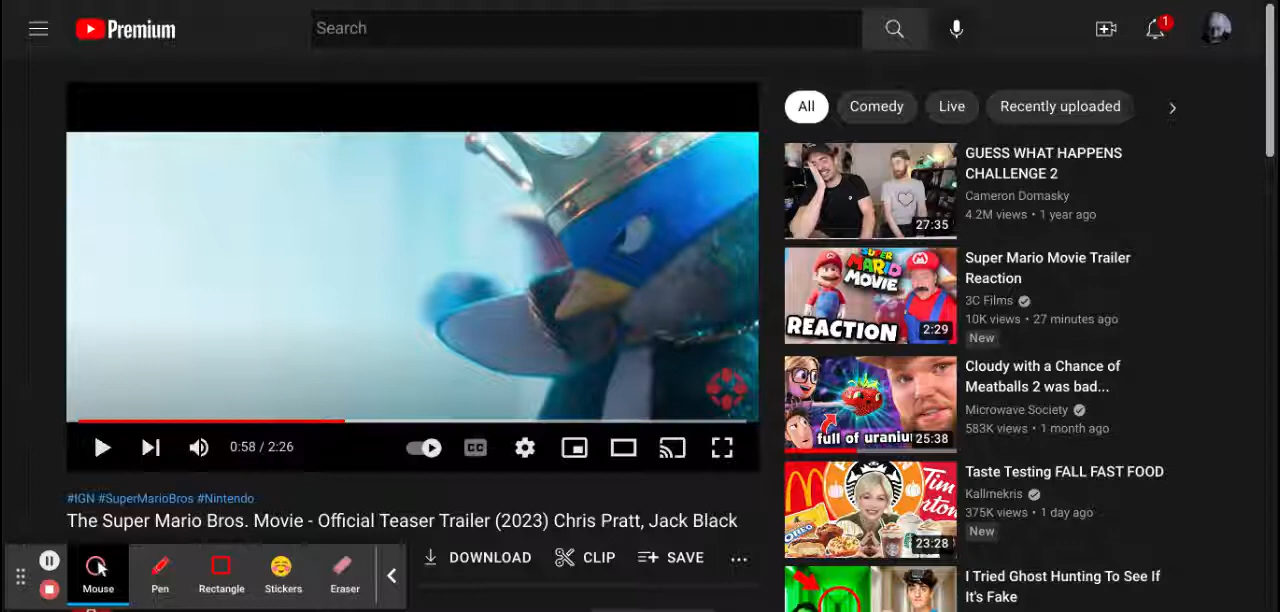 Premium
Search
1
All
Comedy
Live
Recently uploaded
GUESS WHAT HAPPENS
CHALLENGE 2
Cameron Domasky
4.2M views • 1 year ago
27:35
SUPER
MARIO
MOVIE
REACTION
2:29
Super Mario Movie Trailer
Reaction
3C Films
10K views • 27 minutes ago
New
full of uraniu
25:38
Cloudy with a Chance of
Meatballs 2 was bad...
Microwave Society
583K views • 1 month ago
Tim
orton
OREO
23:28
Taste Testing FALL FAST FOOD
Kallmekris
375K views • 1 day ago
New
I Tried Ghost Hunting To See If
It's Fake
0:58 / 2:26
CC
#IGN #SuperMarioBros #Nintendo
The Super Mario Bros. Movie - Official Teaser Trailer (2023) Chris Pratt, Jack Black
DOWNLOAD
CLIP
SAVE
Mouse
Pen
Rectangle
Stickers
Eraser